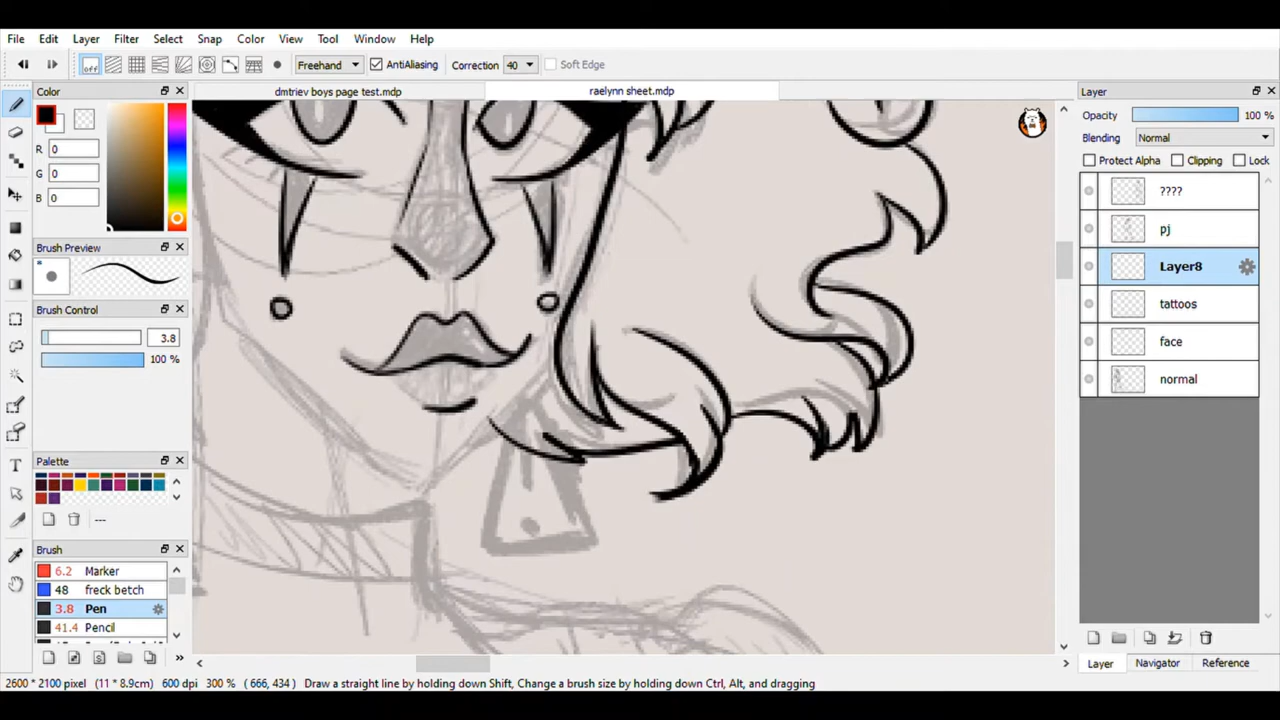 File Edit Layer Filter Select Snap Color View Tool Window Help
off Freehand AntiAliasing Correction 40 Soft Edge
Color
dmtriev boys page test.mdp
raelynn sheet.mdp
Layer
R 0
G 0
B 0
Opacity 100 %
Blending Normal
Protect Alpha Clipping Lock
????
pj
Layer8
tattoos
face
normal
Brush Preview
*
Brush Control
3.8
100 %
Palette
---
Brush
6.2 Marker
48 freck betch
3.8 Pen
41.4 Pencil
Layer Navigator Reference
2600 * 2100 pixel (11 * 8.9cm) 600 dpi 300 % ( 666, 434 ) Draw a straight line by holding down Shift, Change a brush size by holding down Ctrl, Alt, and dragging